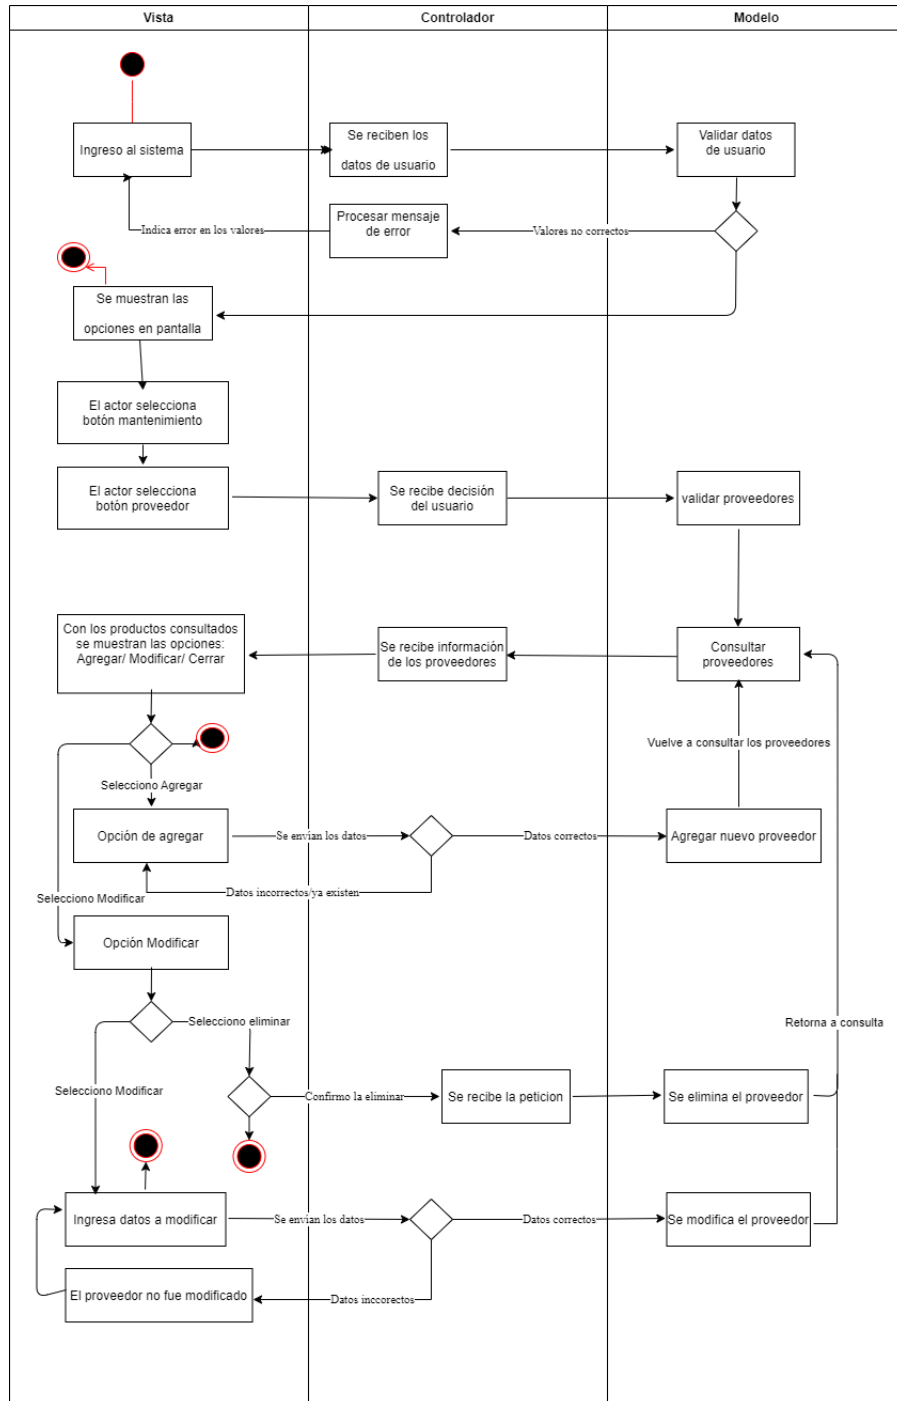 Vista
Controlador
Modelo
Ingreso al sistema
Se reciben los
datos de usuario
Validar datos
de usuario
Indica error en los valores
Procesar mensaje
de error
Valores no correctos
Se muestran las
opciones en pantalla
El actor selecciona
botón mantenimiento
El actor selecciona
botón proveedor
Se recibe decisión
del usuario
validar proveedores
Con los productos consultados
se muestran las opciones:
Agregar/ Modificar/ Cerrar
Se recibe información
de los proveedores
Consultar
proveedores
Vuelve a consultar los proveedores
Selecciono Agregar
Opción de agregar
Se envían los datos
Datos correctos
Agregar nuevo proveedor
Datos incorrectos/ya existen
Selecciono Modificar
Opción Modificar
Selecciono eliminar
Retorna a consulta
Selecciono Modificar
Confirmo la eliminar
Se recibe la peticion
Se elimina el proveedor
Ingresa datos a modificar
Se envían los datos
Datos correctos
Se modifica el proveedor
El proveedor no fue modificado
Datos inccorectos